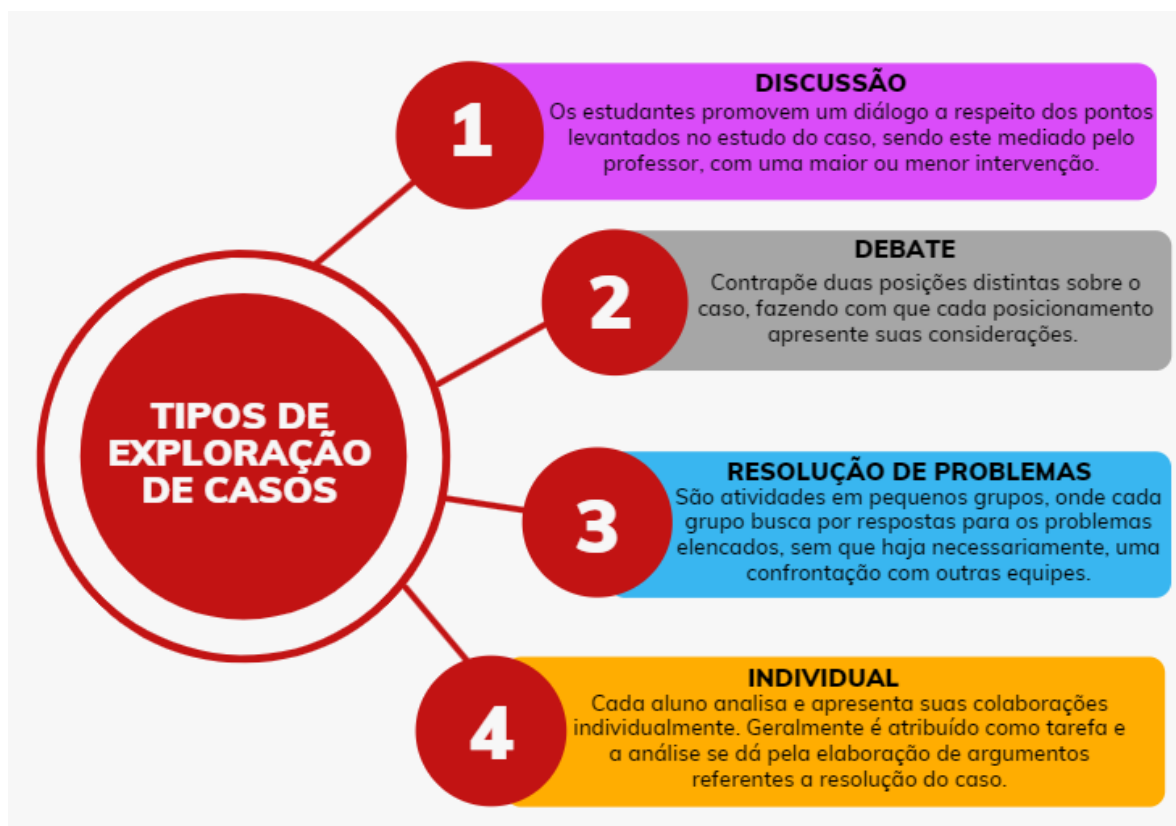 TIPOS DE
EXPLORAÇÃO
DE CASOS
1
DISCUSSÃO
Os estudantes promovem um diálogo a respeito dos pontos
levantados no estudo do caso, sendo este mediado pelo
professor, com uma maior ou menor intervenção.
2
DEBATE
Contrapõe duas posições distintas sobre o
caso, fazendo com que cada posicionamento
apresente suas considerações.
3
RESOLUÇÃO DE PROBLEMAS
São atividades em pequenos grupos, onde cada
grupo busca por respostas para os problemas
elencados, sem que haja necessariamente, uma
confrontação com outras equipes.
4
INDIVIDUAL
Cada aluno analisa e apresenta suas colaborações
individualmente. Geralmente é atribuído como tarefa e
a análise se dá pela elaboração de argumentos
referentes a resolução do caso.